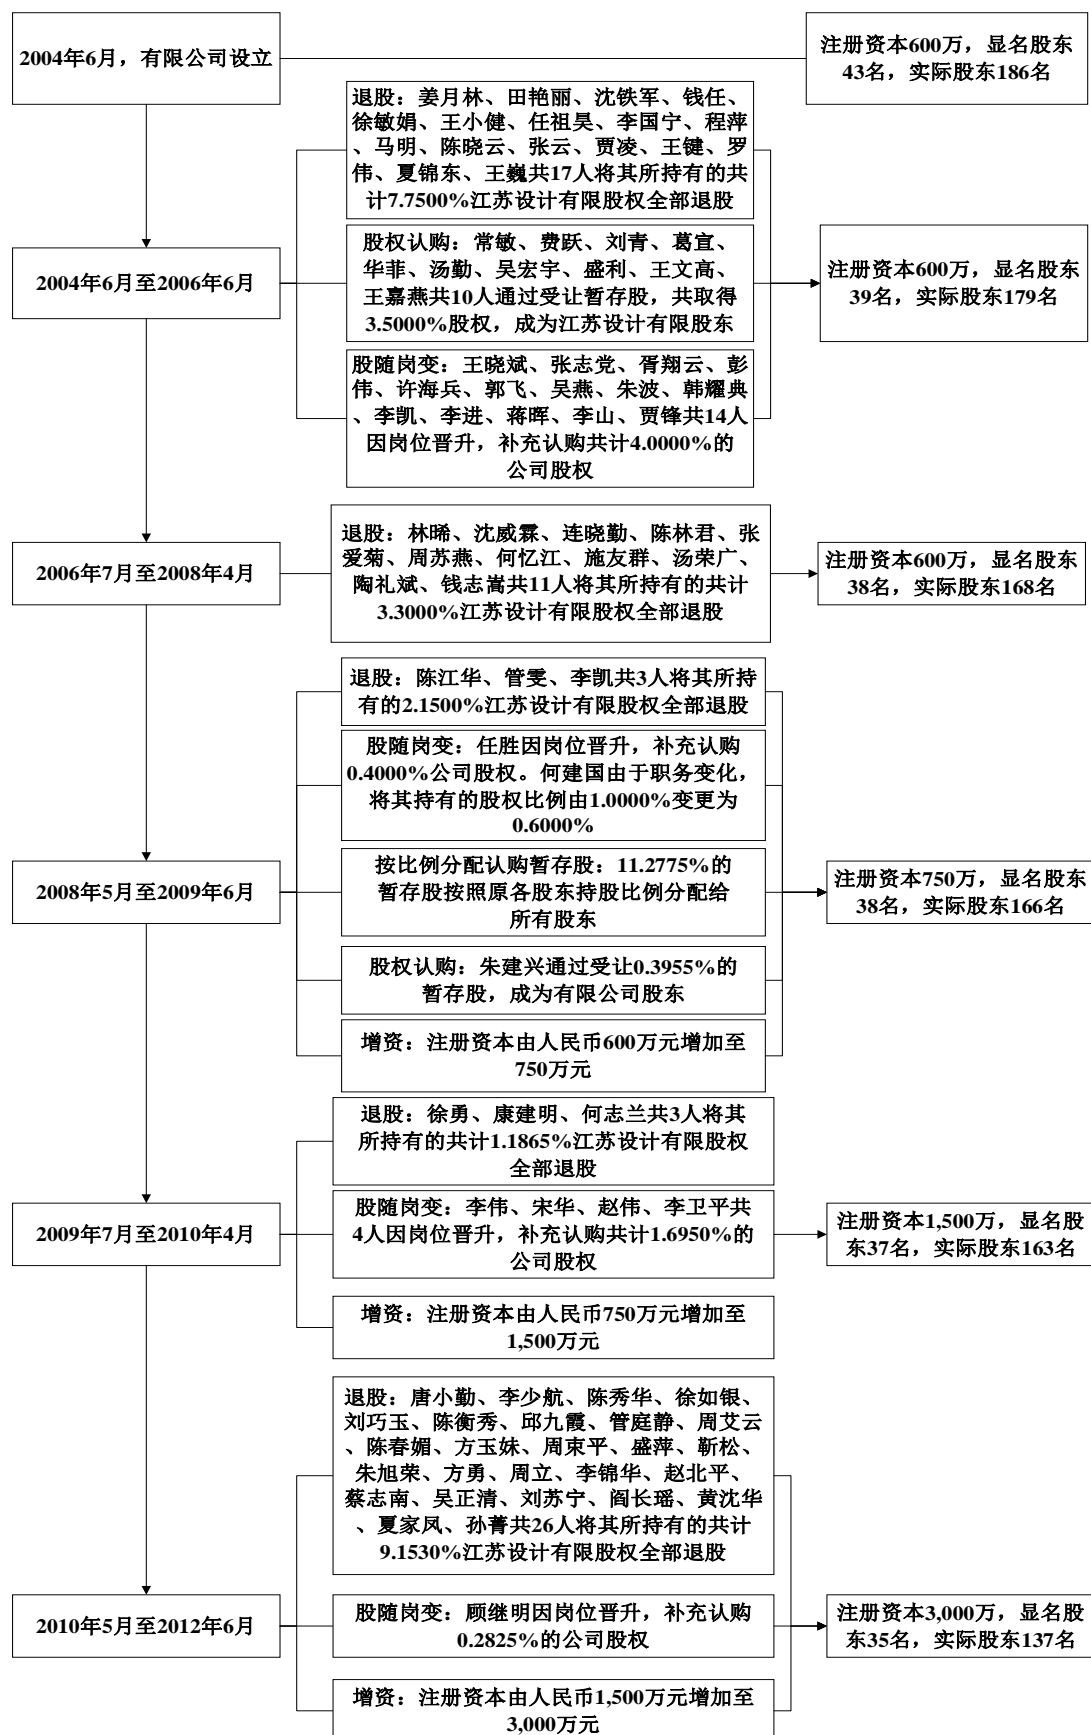 2004年6月，有限公司设立
注册资本600万，显名股东
43名，实际股东186名
退股：姜月林、田艳丽、沈铁军、钱任、
徐敏娟、王小健、任祖昊、李国宁、程萍
、马明、陈晓云、张云、贾凌、王键、罗
伟、夏锦东、王巍共17人将其所持有的共
计7.7500%江苏设计有限股权全部退股
2004年6月至2006年6月
股权认购：常敏、费跃、刘青、葛宣、
华菲、汤勤、吴宏宇、盛利、王文高、
王嘉燕共10人通过受让暂存股，共取得
3.5000%股权，成为江苏设计有限股东
注册资本600万，显名股东
39名，实际股东179名
股随岗变：王晓斌、张志党、胥翔云、彭
伟、许海兵、郭飞、吴燕、朱波、韩耀典
、李凯、李进、蒋晖、李山、贾锋共14人
因岗位晋升，补充认购共计4.0000%的
公司股权
2006年7月至2008年4月
退股：林晞、沈威霖、连晓勤、陈林君、张
爱菊、周苏燕、何忆江、施友群、汤荣广、
陶礼斌、钱志嵩共11人将其所持有的共计
3.3000%江苏设计有限股权全部退股
注册资本600万，显名股东
38名，实际股东168名
退股：陈江华、管雯、李凯共3人将其所持
有的2.1500%江苏设计有限股权全部退股
股随岗变：任胜因岗位晋升，补充认购
0.4000%公司股权。何建国由于职务变化，
将其持有的股权比例由1.0000%变更为
0.6000%
2008年5月至2009年6月
按比例分配认购暂存股：11.2775%的
暂存股按照原各股东持股比例分配给
所有股东
注册资本750万，显名股东
38名，实际股东166名
股权认购：朱建兴通过受让0.3955%的
暂存股，成为有限公司股东
增资：注册资本由人民币600万元增加至
750万元
退股：徐勇、康建明、何志兰共3人将其
所持有的共计1.1865%江苏设计有限股权
全部退股
2009年7月至2010年4月
股随岗变：李伟、宋华、赵伟、李卫平共
4人因岗位晋升，补充认购共计1.6950%的
公司股权
注册资本1,500万，显名股
东37名，实际股东163名
增资：注册资本由人民币750万元增加至
1,500万元
退股：唐小勤、李少航、陈秀华、徐如银、
刘巧玉、陈衡秀、邱九霞、管庭静、周艾云
、陈春媚、方玉妹、周束平、盛萍、靳松、
朱旭荣、方勇、周立、李锦华、赵北平、
蔡志南、吴正清、刘苏宁、阎长瑶、黄沈华
、夏家凤、孙菁共26人将其所持有的共计
9.1530%江苏设计有限股权全部退股
2010年5月至2012年6月
股随岗变：顾继明因岗位晋升，补充认购
0.2825%的公司股权
注册资本3,000万，显名股
东35名，实际股东137名
增资：注册资本由人民币1,500万元增加至
3,000万元